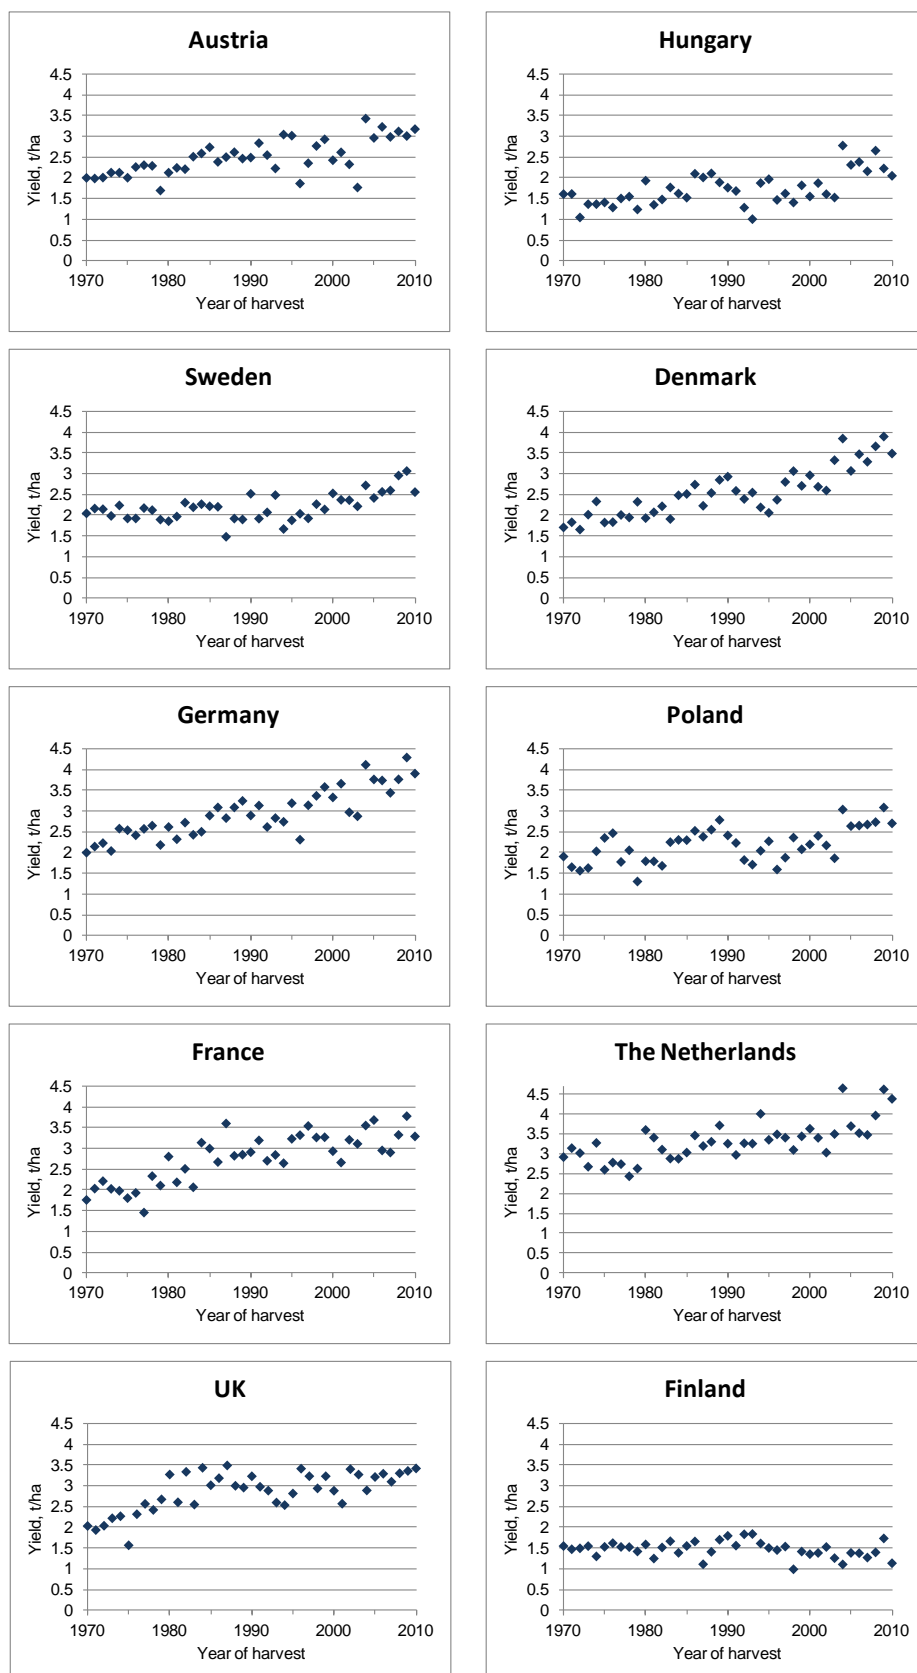 Austria
Yield, t/ha
4.5
4
3.5
3
2.5
2
1.5
1
0.5
0
1970 1980 1990 2000 2010
Year of harvest
Hungary
Yield, t/ha
4.5
4
3.5
3
2.5
2
1.5
1
0.5
0
1970 1980 1990 2000 2010
Year of harvest
Sweden
Yield, t/ha
4.5
4
3.5
3
2.5
2
1.5
1
0.5
0
1970 1980 1990 2000 2010
Year of harvest
Denmark
Yield, t/ha
4.5
4
3.5
3
2.5
2
1.5
1
0.5
0
1970 1980 1990 2000 2010
Year of harvest
Germany
Yield, t/ha
4.5
4
3.5
3
2.5
2
1.5
1
0.5
0
1970 1980 1990 2000 2010
Year of harvest
Poland
Yield, t/ha
4.5
4
3.5
3
2.5
2
1.5
1
0.5
0
1970 1980 1990 2000 2010
Year of harvest
France
Yield, t/ha
4.5
4
3.5
3
2.5
2
1.5
1
0.5
0
1970 1980 1990 2000 2010
Year of harvest
The Netherlands
Yield, t/ha
4.5
4
3.5
3
2.5
2
1.5
1
0.5
0
1970 1980 1990 2000 2010
Year of harvest
UK
Yield, t/ha
4.5
4
3.5
3
2.5
2
1.5
1
0.5
0
1970 1980 1990 2000 2010
Year of harvest
Finland
Yield, t/ha
4.5
4
3.5
3
2.5
2
1.5
1
0.5
0
1970 1980 1990 2000 2010
Year of harvest